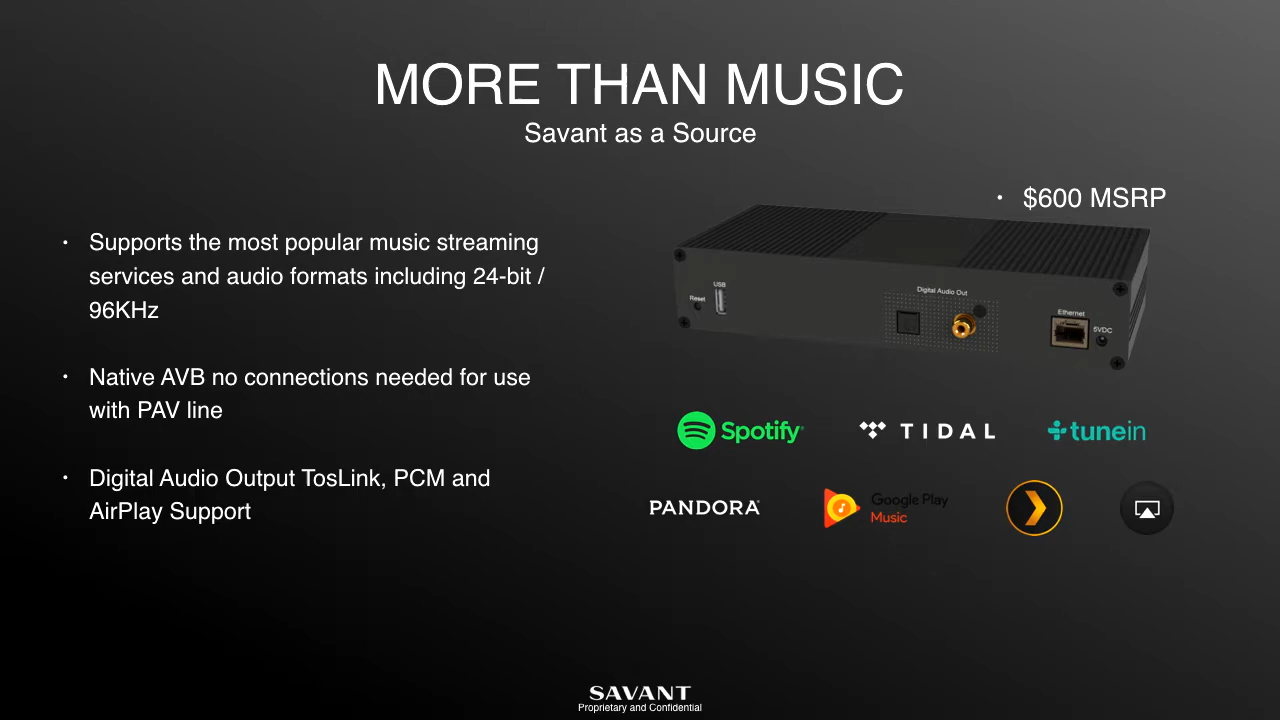 MORE THAN MUSIC
Savant as a Source
• $600 MSRP
• Supports the most popular music streaming
services and audio formats including 24-bit /
96KHz
• Native AVB no connections needed for use
with PAV line
• Digital Audio Output TosLink, PCM and
AirPlay Support
Reset
USB
Digital Audio Out
Ethernet
5VDC
Spotify®
TIDAL
tunein
PANDORA®
Google Play
Music
SAVANT
Proprietary and Confidential